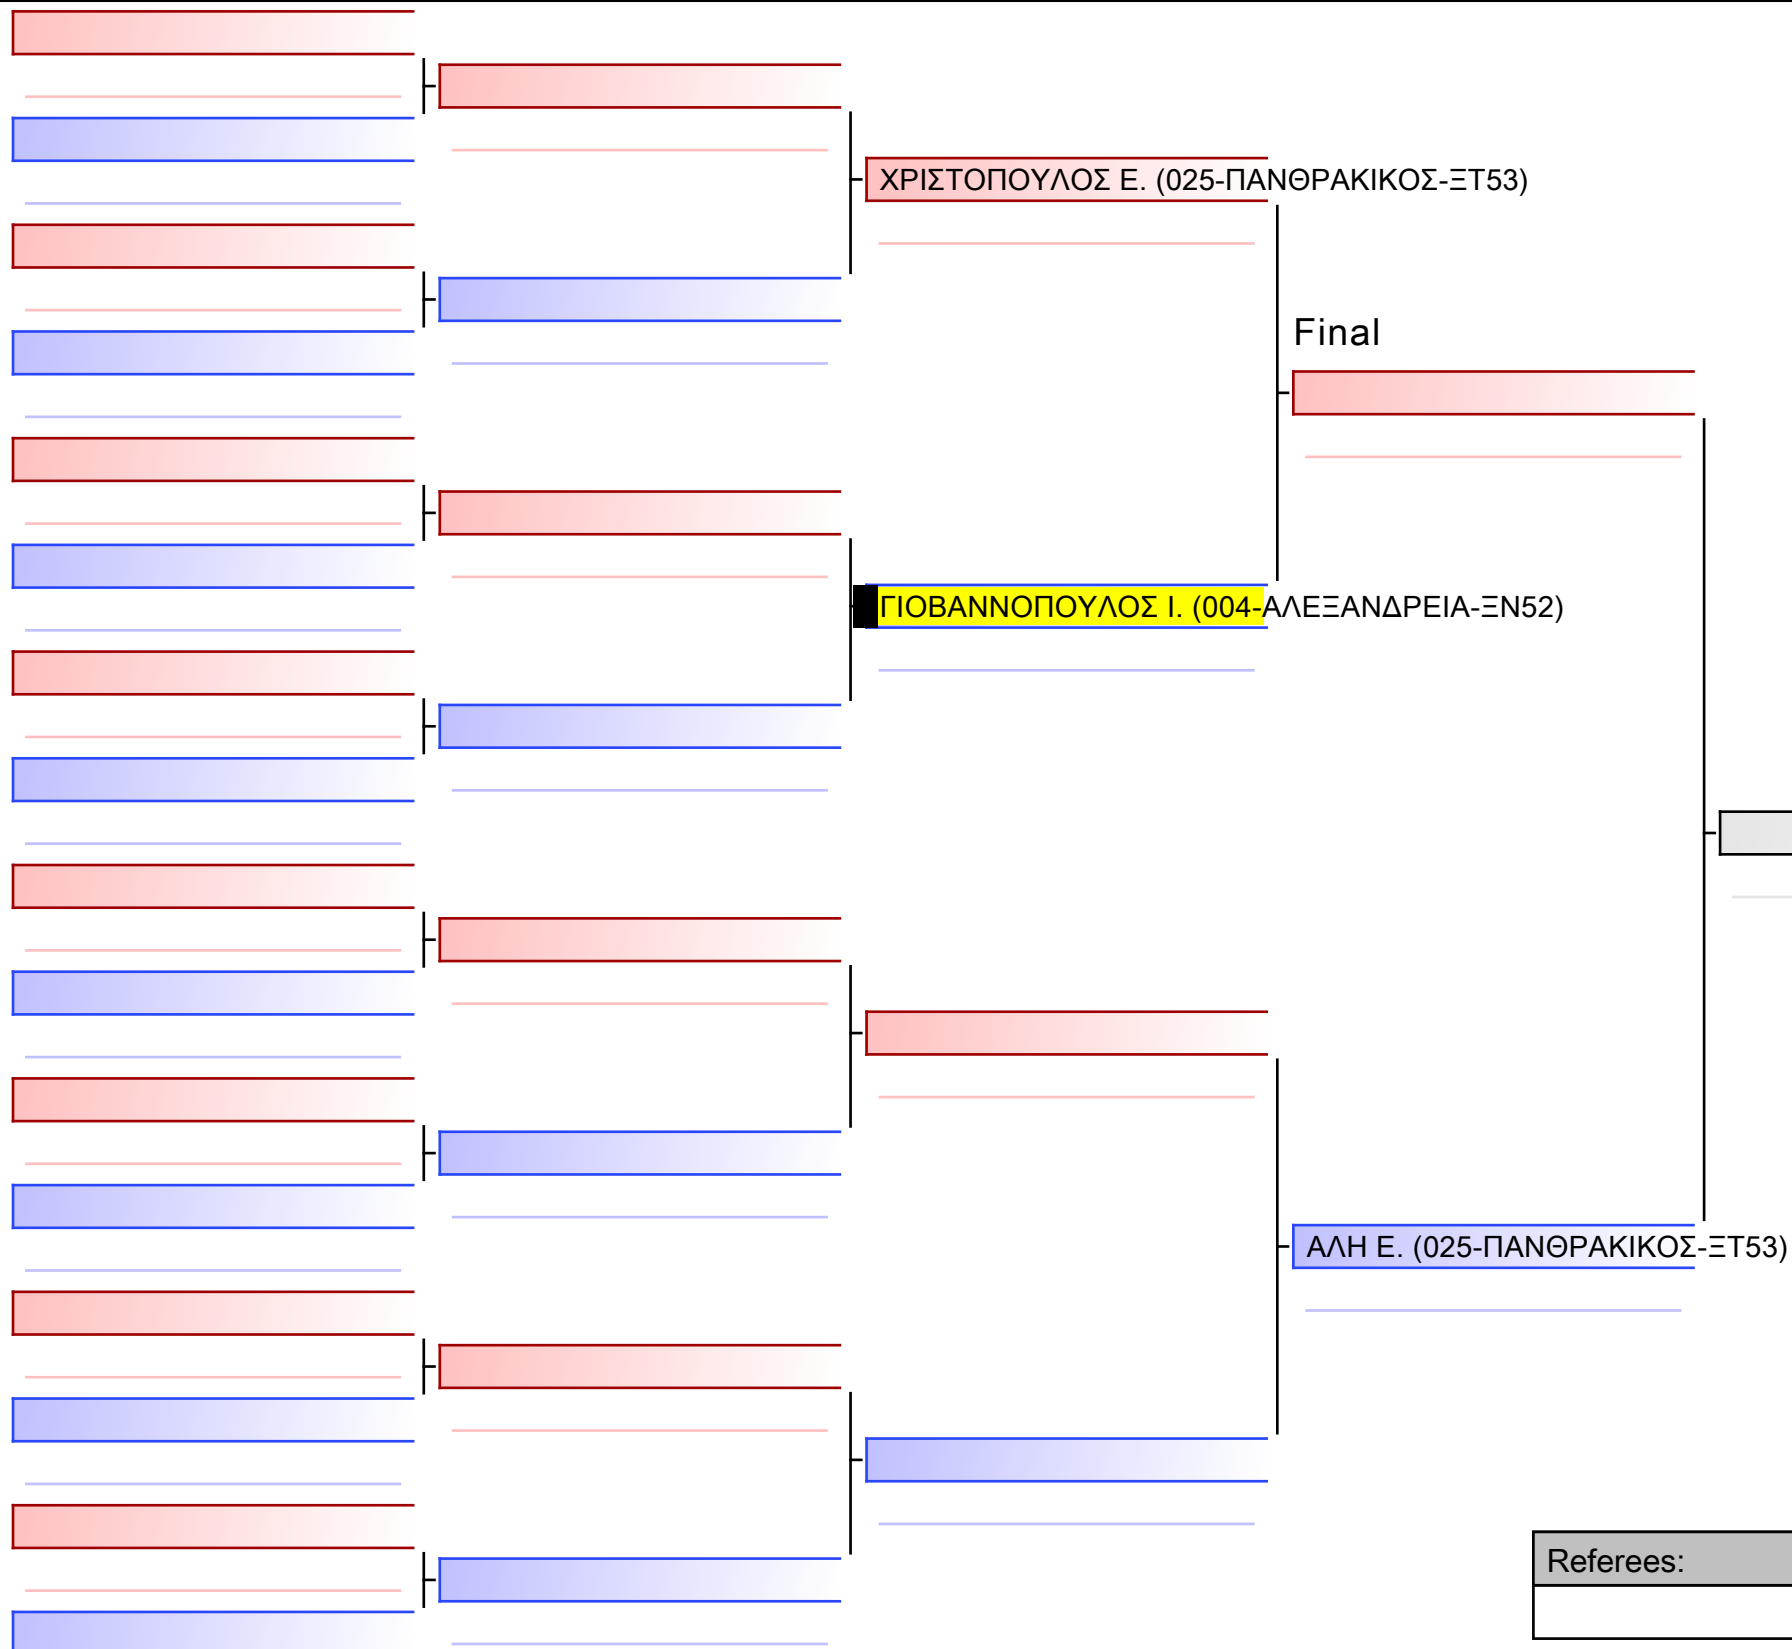 ΧΡΙΣΤΟΠΟΥΛΟΣ Ε. (025-ΠΑΝΘΡΑΚΙΚΟΣ-ΞΤ53)
Final
ΓΙΟΒΑΝΝΟΠΟΥΛΟΣ Ι. (004-ΑΛΕΞΑΝΔΡΕΙΑ-ΞΝ52)
ΑΛΗ Ε. (025-ΠΑΝΘΡΑΚΙΚΟΣ-ΞΤ53)
Referees: